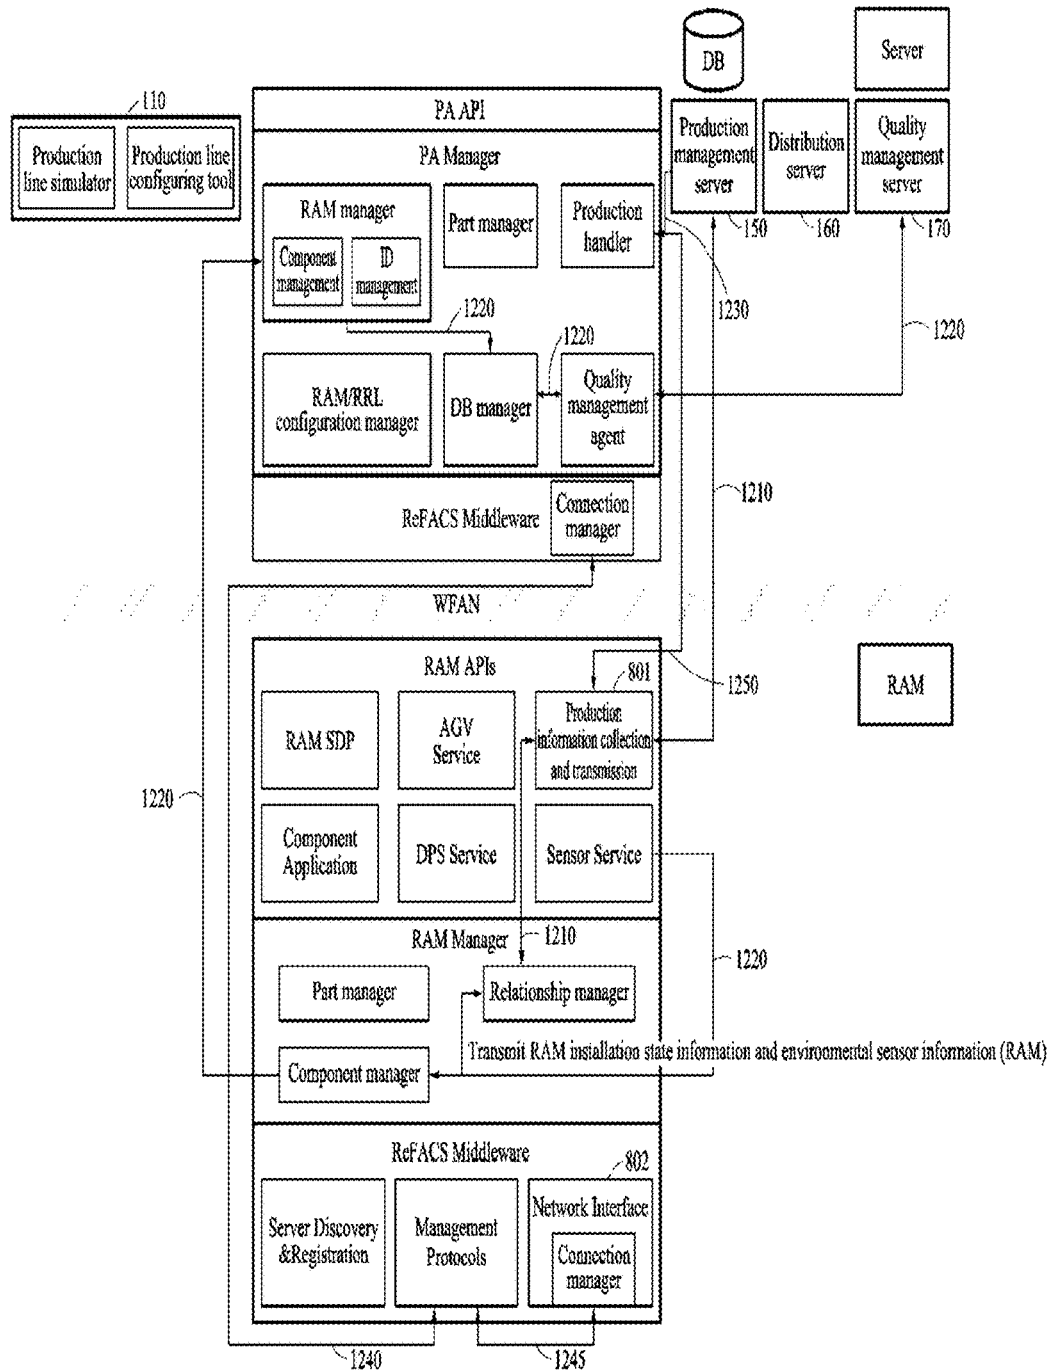 DB
Server
110
PA API
Production
line simulator
Production line
configuring tool
PA Manager
Production
management
server
Distribution
server
Quality
management
server
RAM manager
Component
management
ID
management
Part manager
Production
handler
150
160
170
1220
1220
1230
1220
RAM/RRL
configuration manager
DB manager
Quality
management
agent
1210
ReFACS Middleware
Connection
manager
WFAN
RAM APIs
801
1250
RAM
RAM SDP
AGV
Service
Production
information collection
and transmission
1220
Component
Application
DPS Service
Sensor Service
RAM Manager
1210
1220
Part manager
Relationship manager
Transmit RAM installation state information and environmental sensor information (RAM)
Component manager
ReFACS Middleware
802
Server Discovery
&Registration
Management
Protocols
Network Interface
Connection
manager
1240
1245